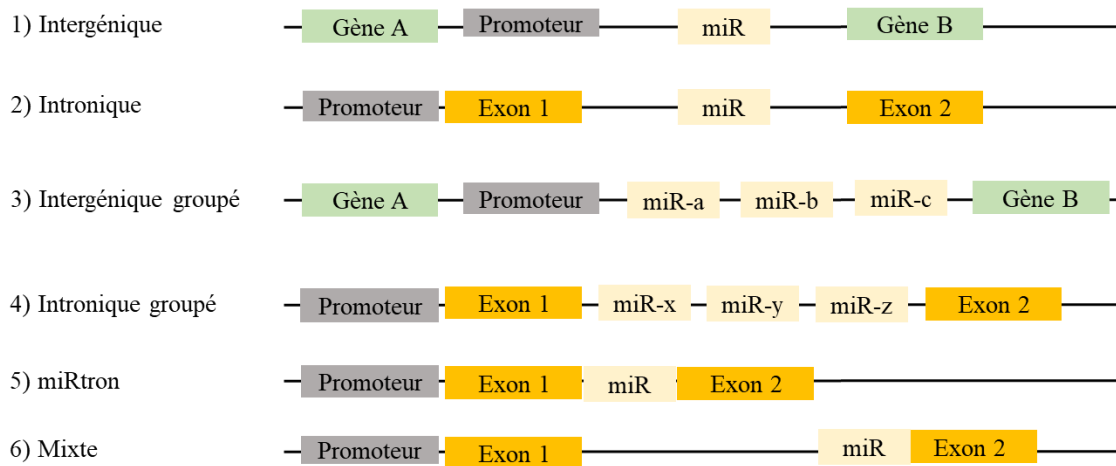 1) Intergénique Gène A Promoteur miR Gène B
2) Intronique Promoteur Exon 1 miR Exon 2
3) Intergénique groupé Gène A Promoteur miR-a miR-b miR-c Gène B
4) Intronique groupé Promoteur Exon 1 miR-x miR-y miR-z Exon 2
5) miRtron Promoteur Exon 1 miR Exon 2
6) Mixte Promoteur Exon 1 miR Exon 2